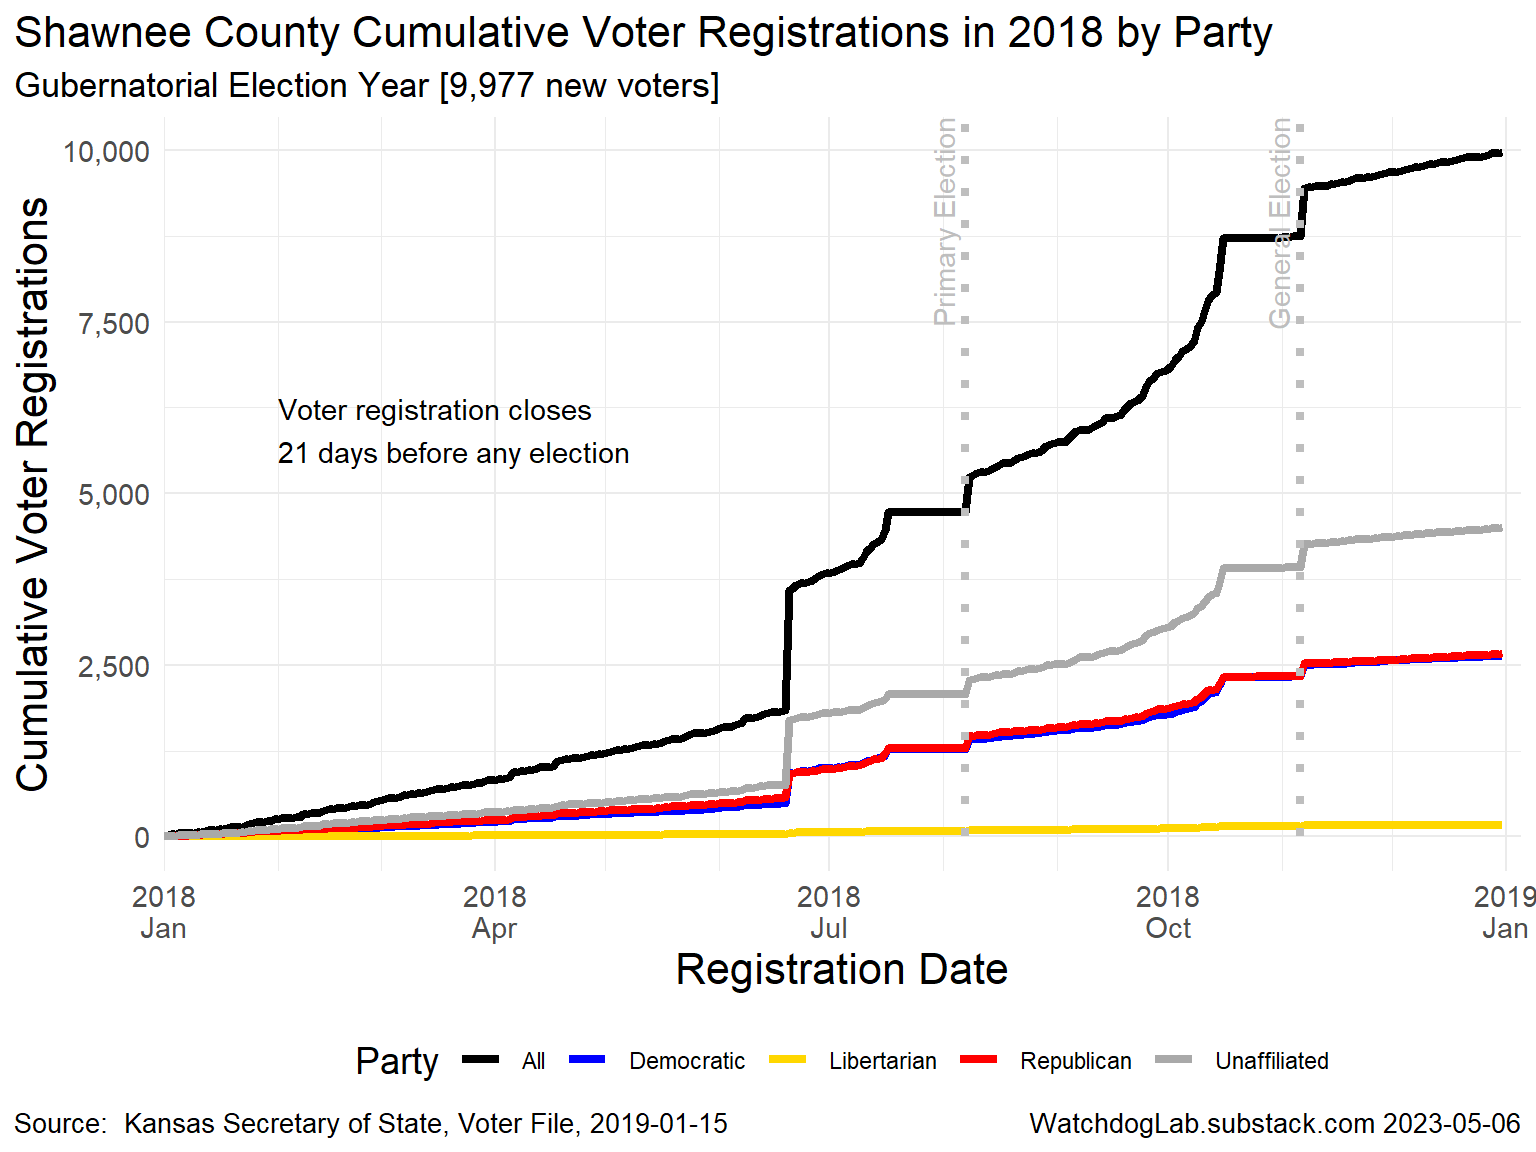 Shawnee County Cumulative Voter Registrations in 2018 by Party
Gubernatorial Election Year [9,977 new voters]
Cumulative Voter Registrations
10,000
7,500
5,000
2,500
0
Primary Election
General Election
Voter registration closes
21 days before any election
2018 2018 2018 2018 2019
Jan Apr Jul Oct Jan
Registration Date
Party All Democratic Libertarian Republican Unaffiliated
Source:  Kansas Secretary of State, Voter File, 2019-01-15
WatchdogLab.substack.com 2023-05-06